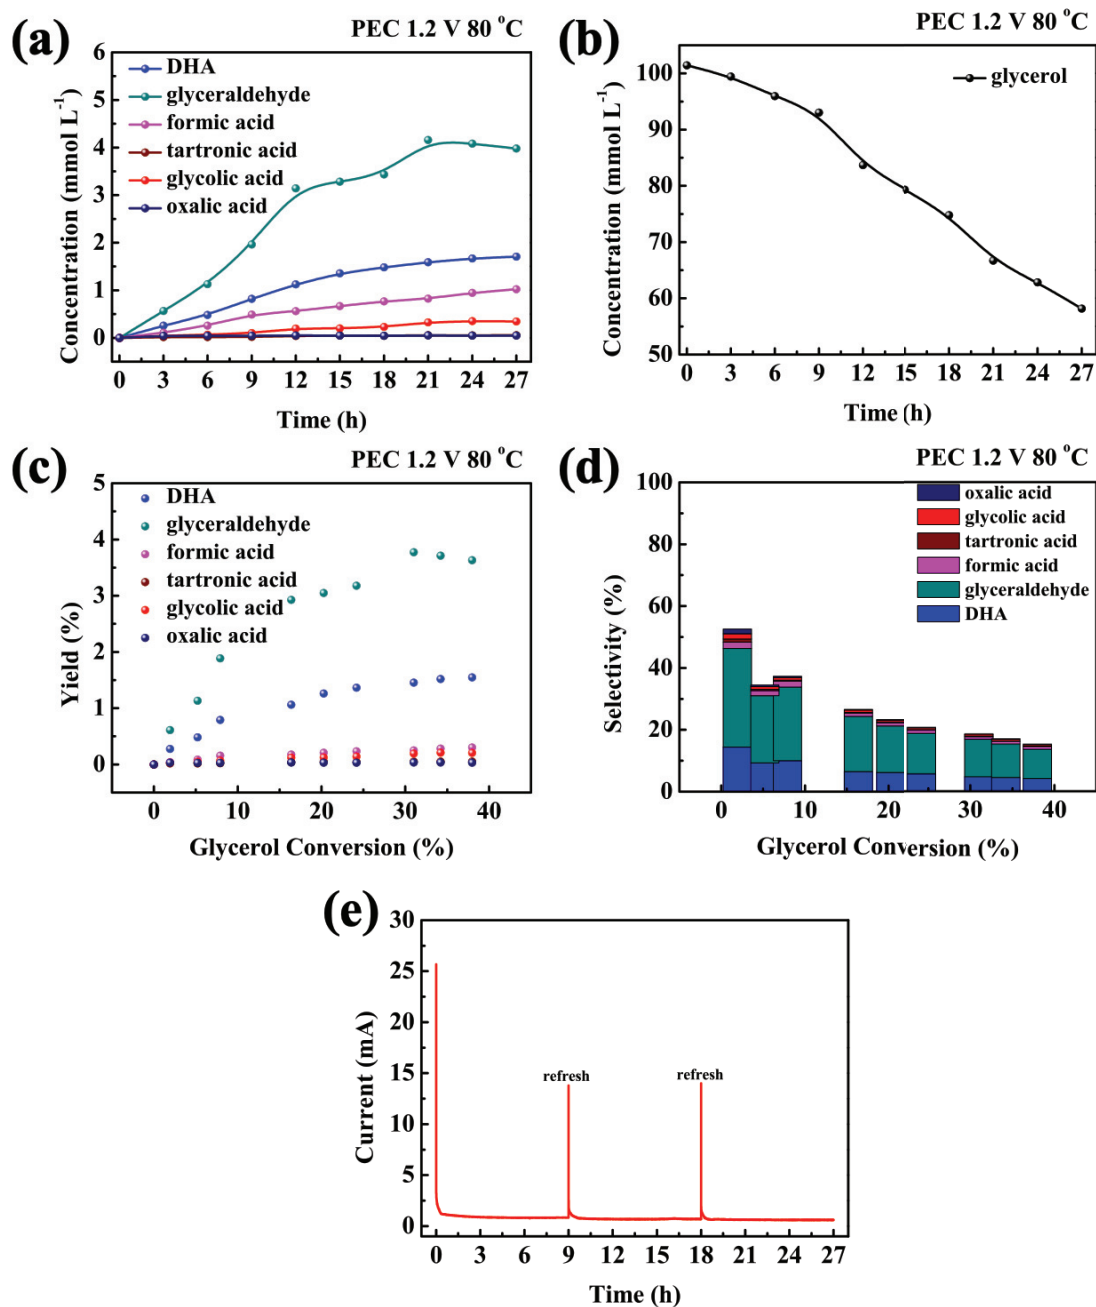 (a)
PEC 1.2 V 80 °C
Concentration (mmol L⁻¹)
6
5
4
3
2
1
0
DHA
glyceraldehyde
formic acid
tartronic acid
glycolic acid
oxalic acid
0 3 6 9 12 15 18 21 24 27
Time (h)
(b)
PEC 1.2 V 80 °C
Concentration (mmol L⁻¹)
100
90
80
70
60
50
glycerol
0 3 6 9 12 15 18 21 24 27
Time (h)
(c)
PEC 1.2 V 80 °C
Yield (%)
5
4
3
2
1
0
DHA
glyceraldehyde
formic acid
tartronic acid
glycolic acid
oxalic acid
0 10 20 30 40
Glycerol Conversion (%)
(d)
PEC 1.2 V 80 °C
Selectivity (%)
100
80
60
40
20
0
oxalic acid
glycolic acid
tartronic acid
formic acid
glyceraldehyde
DHA
0 10 20 30 40
Glycerol Conversion (%)
(e)
Current (mA)
30
25
20
15
10
5
0
refresh
refresh
0 3 6 9 12 15 18 21 24 27
Time (h)